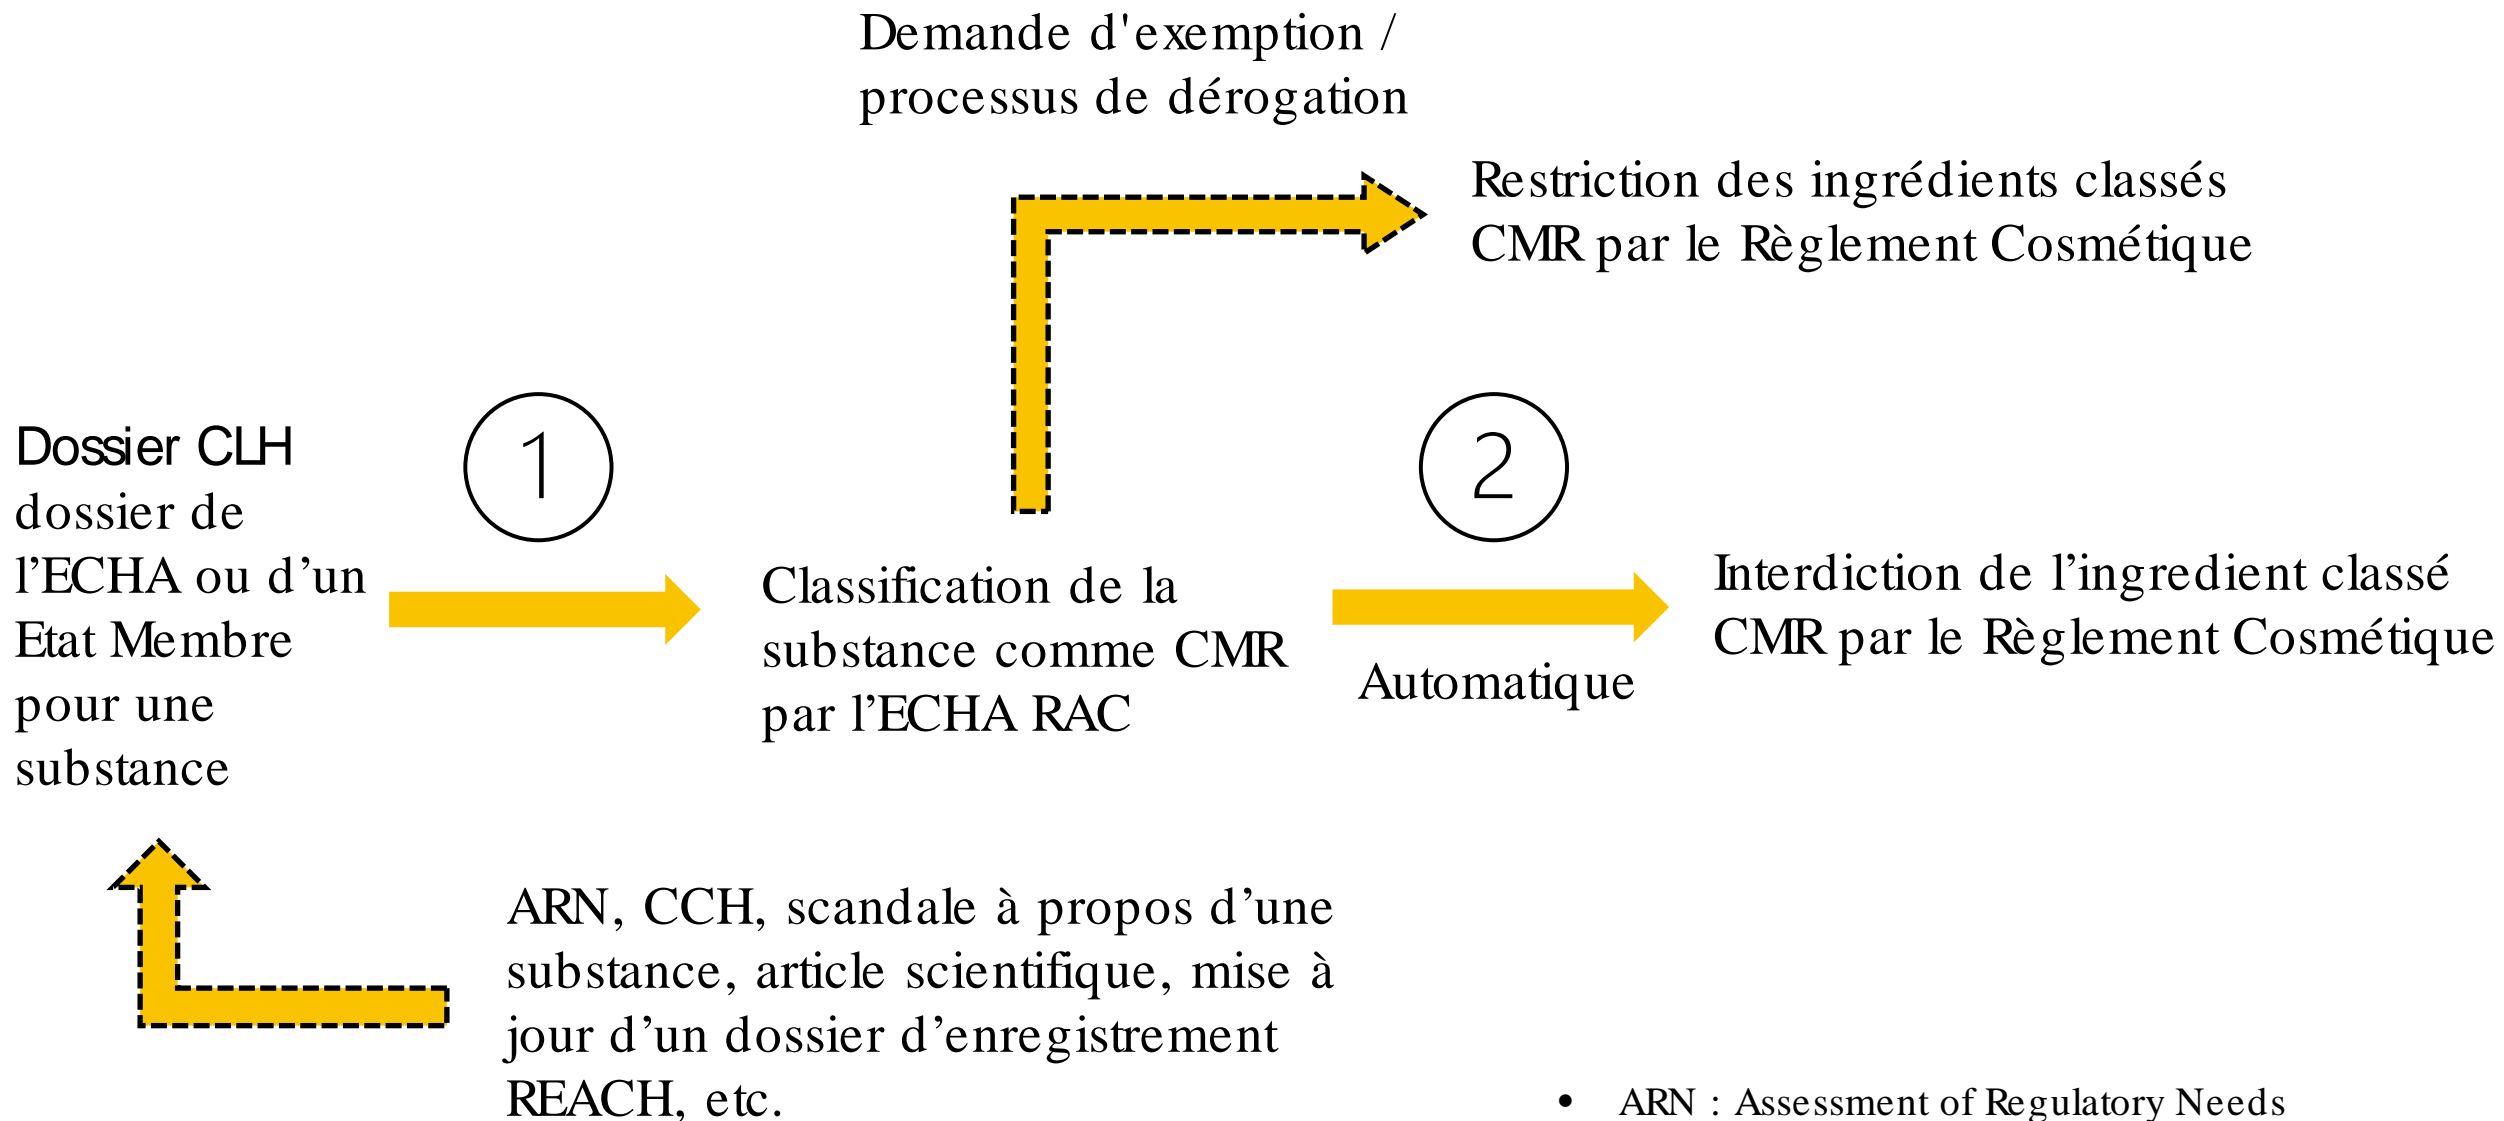 Demande d'exemption /
processus de dérogation
Restriction des ingrédients classés
CMR par le Règlement Cosmétique
1
2
Dossier CLH
dossier de
l’ECHA ou d’un
Etat Membre
pour une
substance
Classification de la
substance comme CMR
par l’ECHA RAC
Automatique
Interdiction de l’ingrédient classé
CMR par le Règlement Cosmétique
ARN, CCH, scandale à propos d’une
substance, article scientifique, mise à
jour d’un dossier d’enregistrement
REACH, etc.
• ARN : Assessment of Regulatory Needs